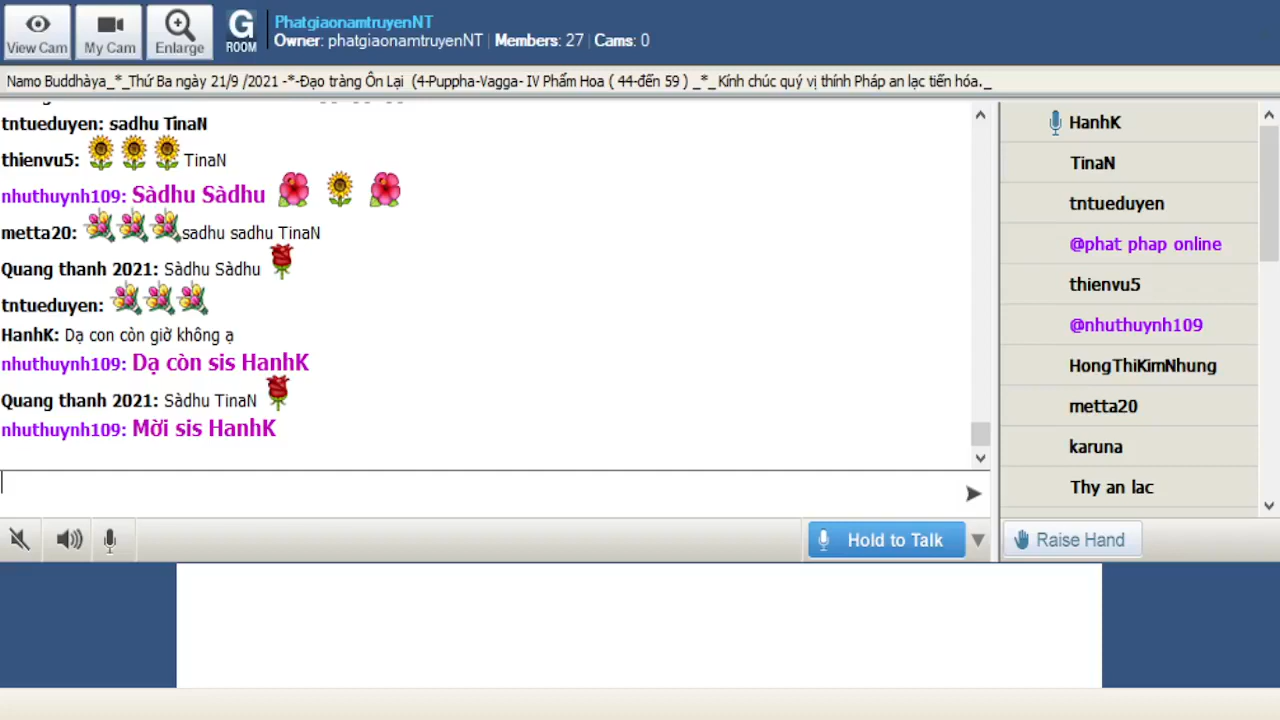 View Cam
My Cam
Enlarge
G
ROOM
PhatgiaonamtruyenNT
Owner: phatgiaonamtruyenNT | Members: 27 | Cams: 0
Namo Buddhàya_*_Thứ Ba ngày 21/9 /2021 -*-Đạo tràng Ôn Lại (4-Puppha-Vagga- IV Phẩm Hoa ( 44-đến 59 ) _*_Kính chúc quý vị thính Pháp an lạc tiến hóa._
tntueduyen: sadhu TinaN
thienvu5: TinaN
nhuthuynh109: Sàdhu Sàdhu
metta20: sadhu sadhu TinaN
Quang thanh 2021: Sàdhu Sàdhu
tntueduyen:
HanhK: Dạ con còn giờ không ạ
nhuthuynh109: Dạ còn sis HanhK
Quang thanh 2021: Sàdhu TinaN
nhuthuynh109: Mời sis HanhK
Hold to Talk
HanhK
TinaN
tntueduyen
@phat phap online
thienvu5
@nhuthuynh109
HongThiKimNhung
metta20
karuna
Thy an lac
Raise Hand